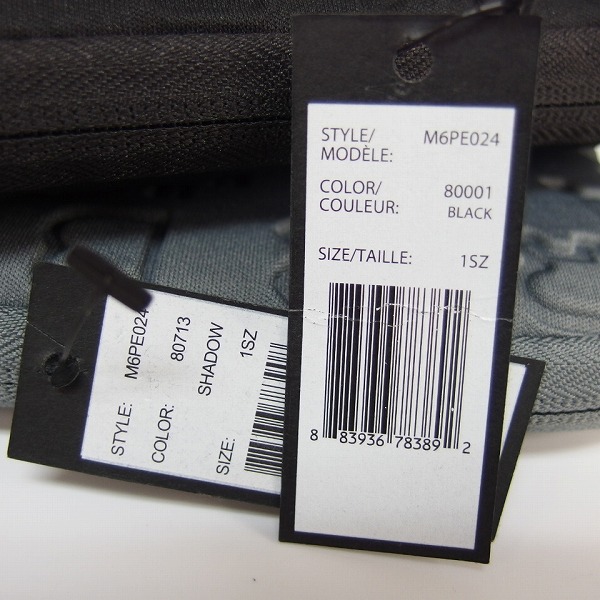 STYLE/ M6PE024
MODÈLE:
COLOR/ 80001
COULEUR: BLACK
SIZE/TAILLE: 1SZ
8 83936 78389 2
STYLE: M6PE024
COLOR: 80713
SHADOW
SIZE: 1SZ